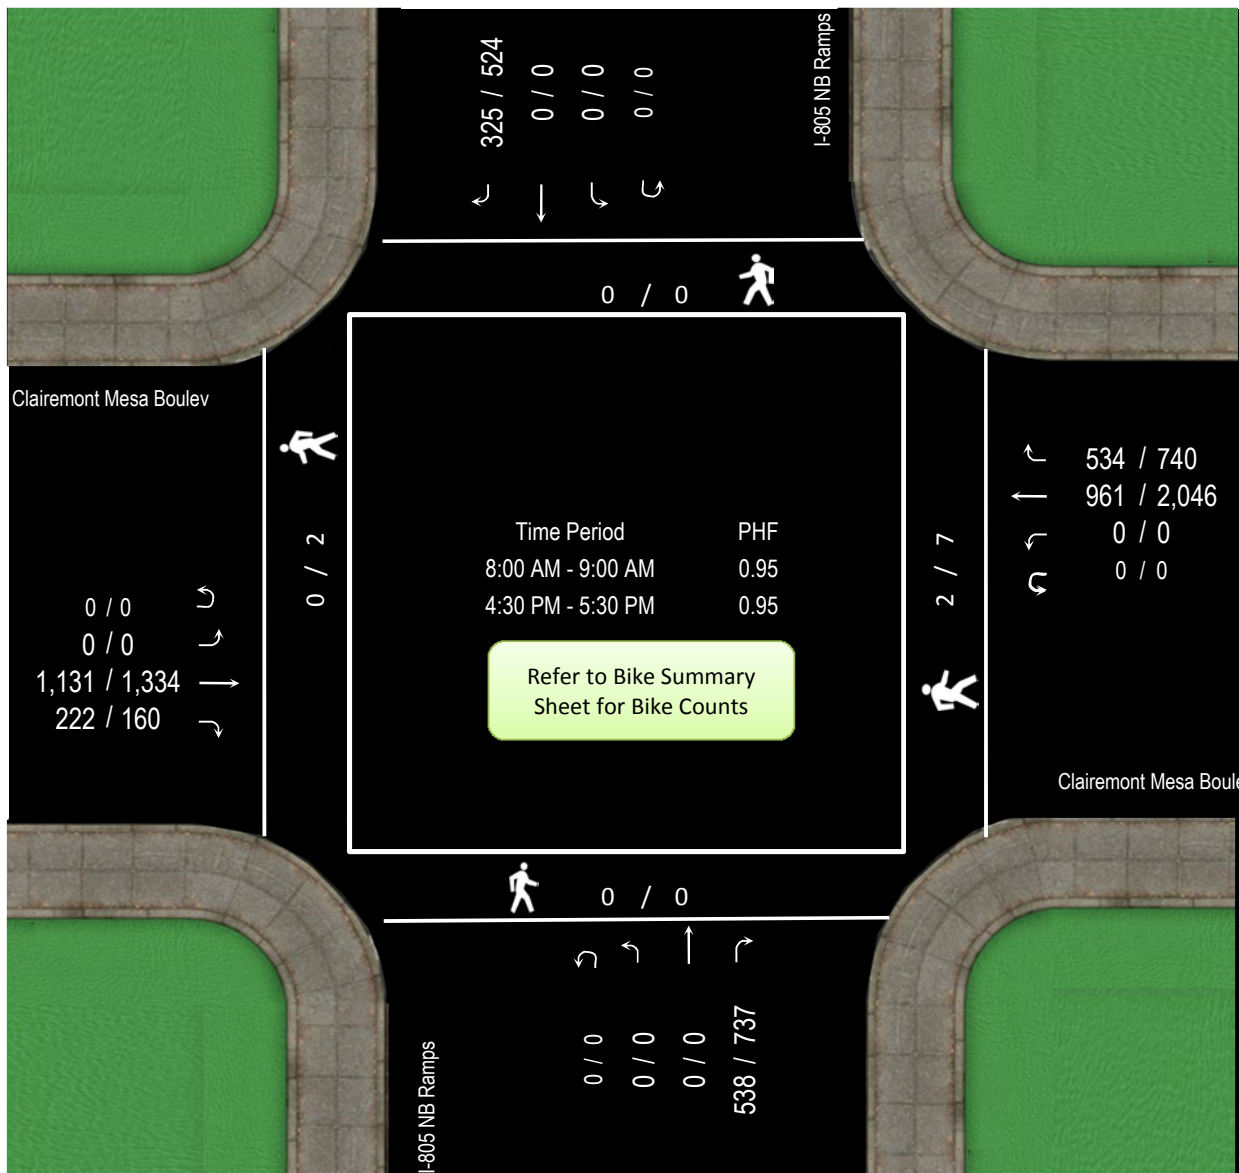 325 / 524
0 / 0
0 / 0
0 / 0
I-805 NB Ramps
0 / 0
Clairemont Mesa Boulev
0 / 2
0 / 0
0 / 0
1,131 / 1,334
222 / 160
Time Period PHF
8:00 AM - 9:00 AM 0.95
4:30 PM - 5:30 PM 0.95
Refer to Bike Summary
Sheet for Bike Counts
2 / 7
534 / 740
961 / 2,046
0 / 0
0 / 0
Clairemont Mesa Boule
0 / 0
I-805 NB Ramps
0 / 0
0 / 0
0 / 0
538 / 737